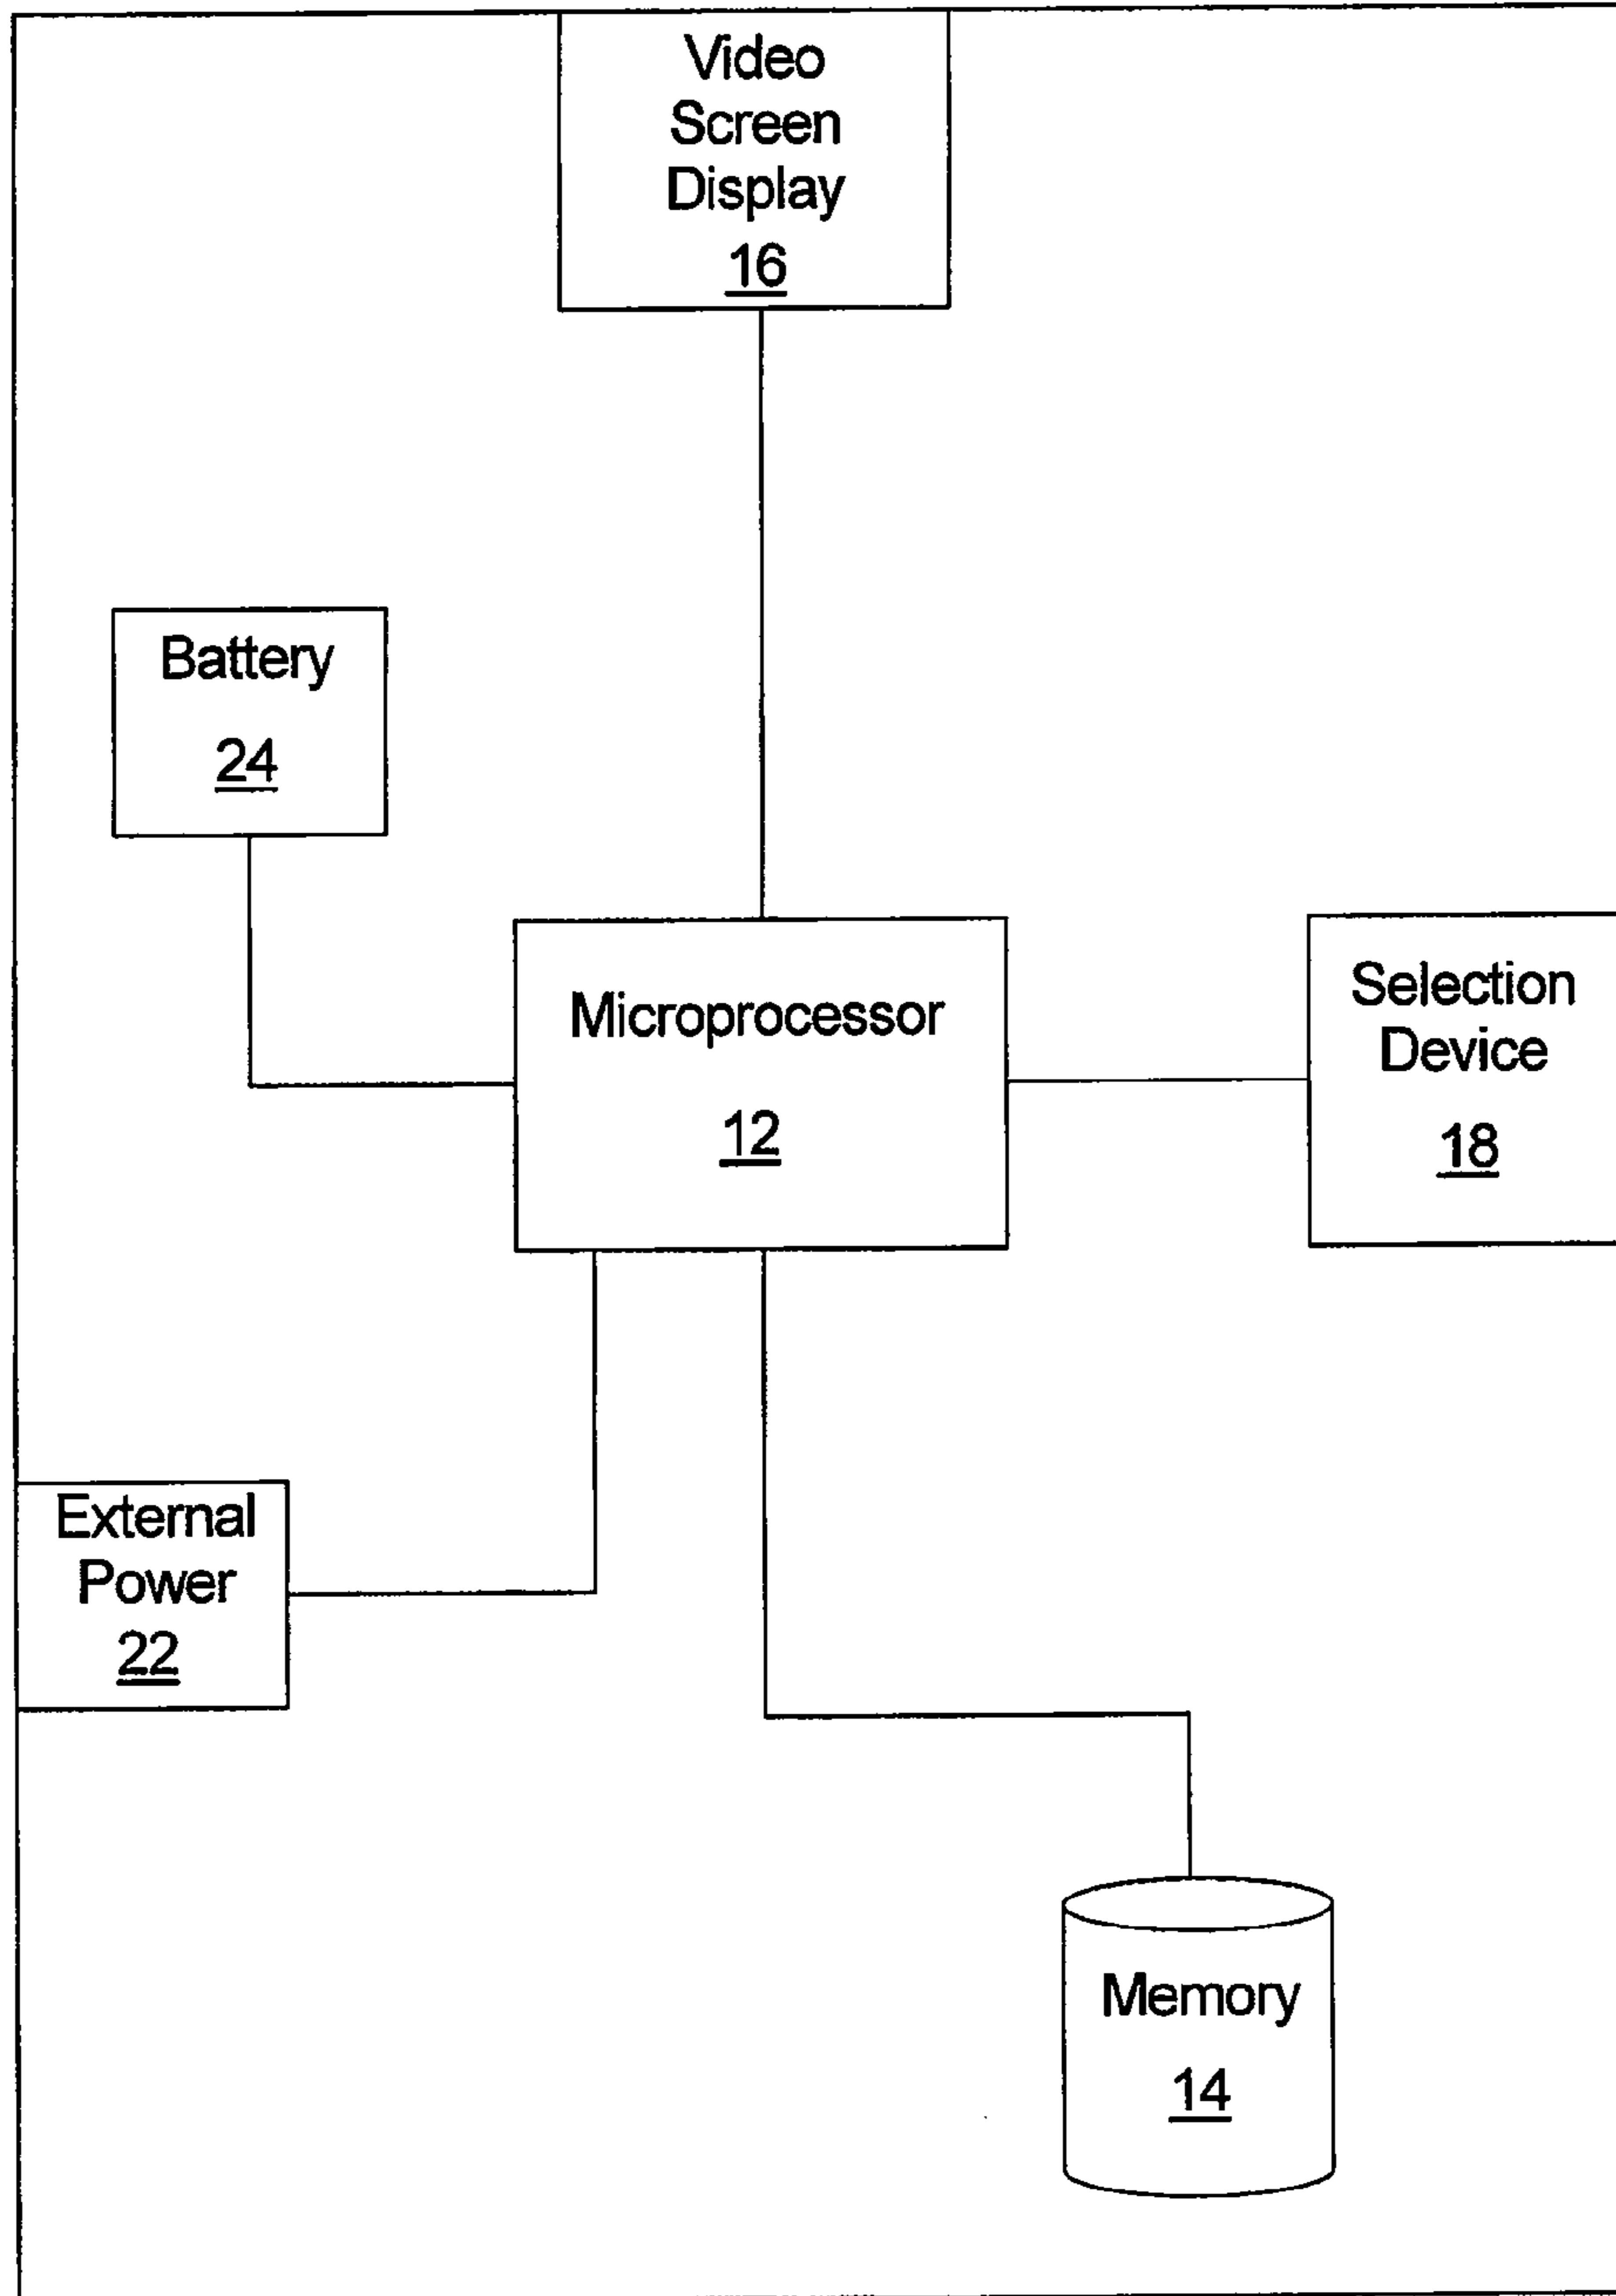 Video
Screen
Display
16
Battery
24
Microprocessor
12
Selection
Device
18
External
Power
22
Memory
14